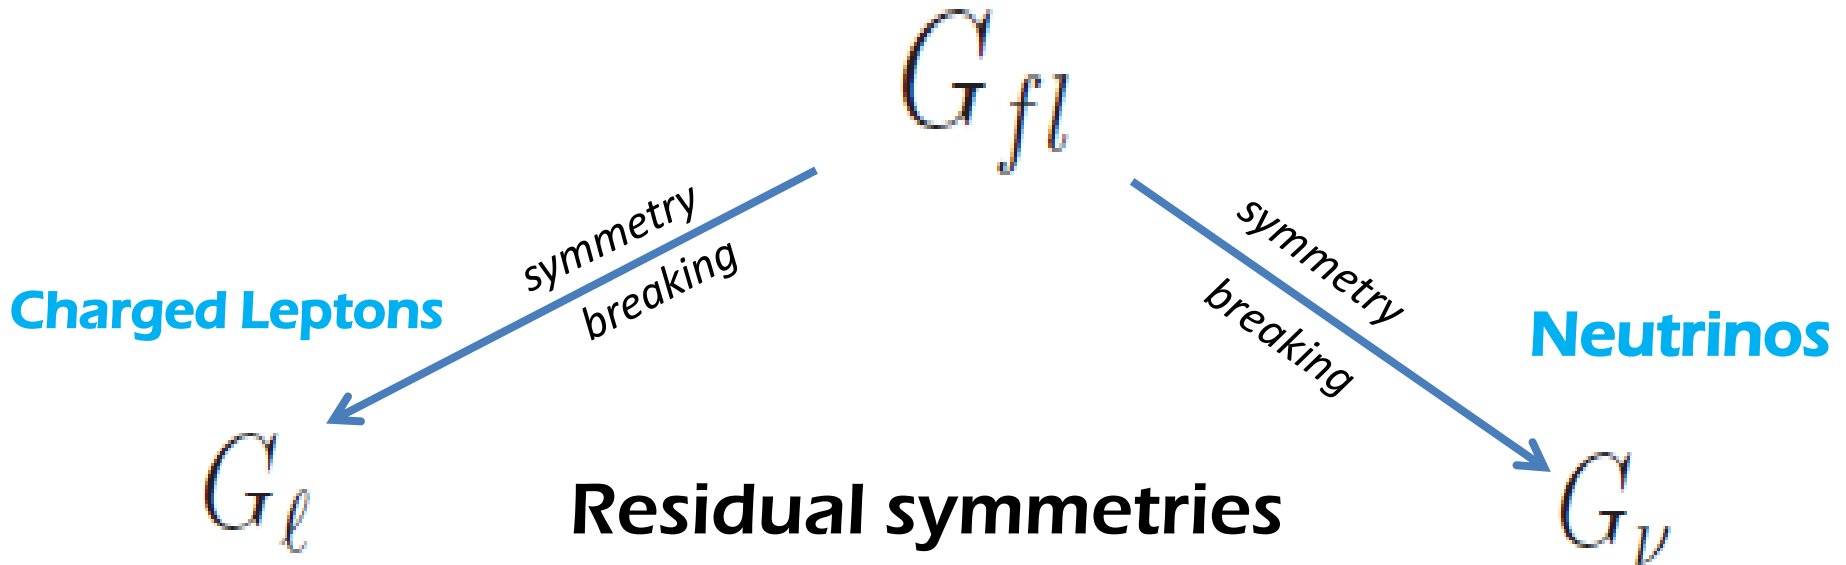 G_{fl}
symmetry
breaking
symmetry
breaking
Charged Leptons
Neutrinos
G_ℓ
Residual symmetries
G_ν